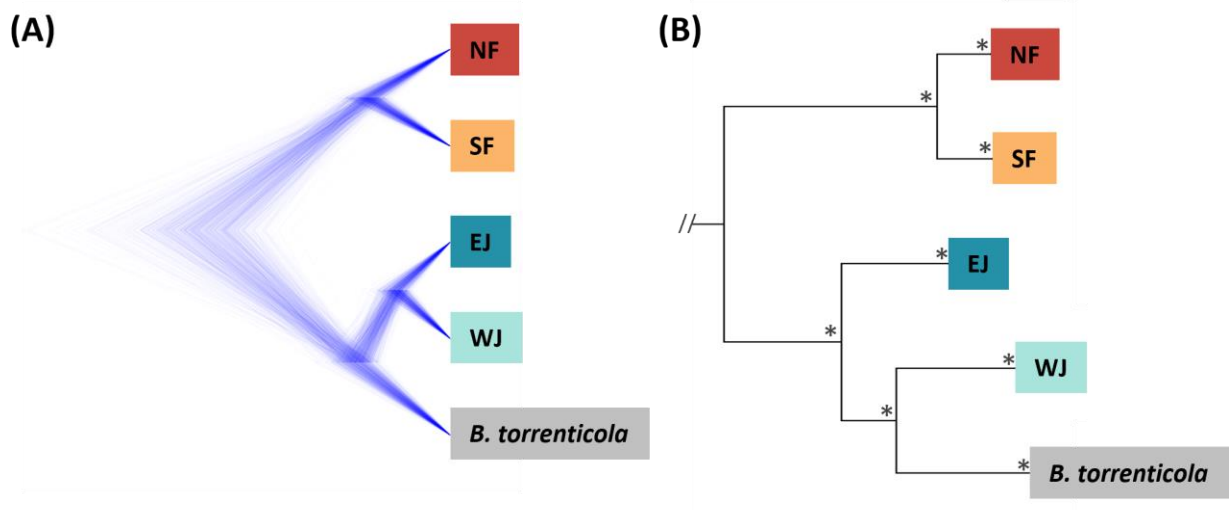 (A)
NF
SF
EJ
WJ
B. torrenticola
(B)
* NF
*
* SF
//
* EJ
*
* WJ
*
* B. torrenticola